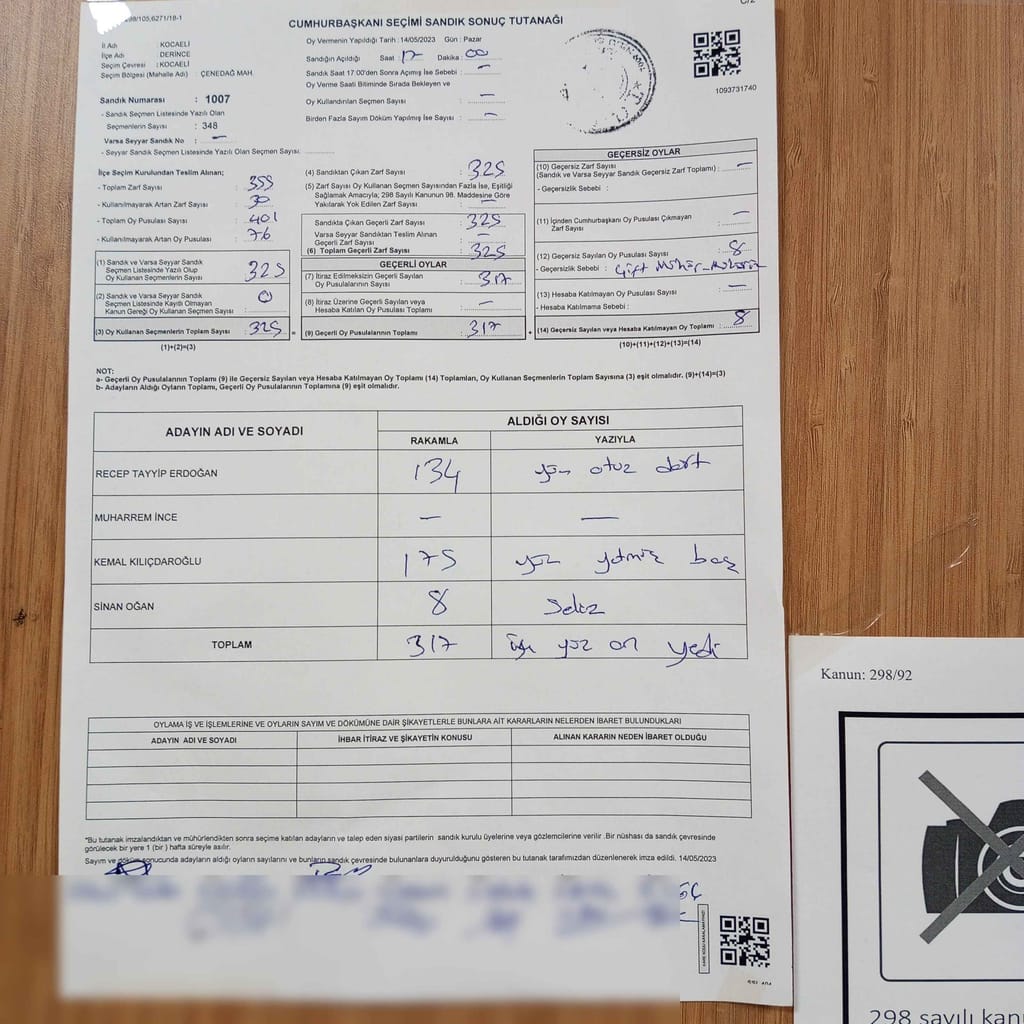 298/105,6271/18-1
CUMHURBAŞKANI SEÇİMİ SANDIK SONUÇ TUTANAĞI
İl Adı : KOCAELİ
İlçe Adı : DERİNCE
Seçim Çevresi : KOCAELİ
Seçim Bölgesi (Mahalle Adı) ÇENEDAĞ MAH.
Sandık Numarası : 1007
- Sandık Seçmen Listesinde Yazılı Olan
Seçmenlerin Sayısı : 348
Varsa Seyyar Sandık No : —
- Seyyar Sandık Seçmen Listesinde Yazılı Olan Seçmen Sayısı:
Oy Vermenin Yapıldığı Tarih : 14/05/2023 Gün : Pazar
Sandığın Açıldığı Saat 17 Dakika : 00
Sandık Saat 17:00'den Sonra Açımış İse Sebebi : —
Oy Verme Saati Bitiminde Sırada Bekleyen ve
Oy Kullandırılan Seçmen Sayısı : —
Birden Fazla Sayım Döküm Yapılmış İse Sayısı : —
1093731740
İlçe Seçim Kurulundan Teslim Alınan;
- Toplam Zarf Sayısı : 355
- Kullanılmayarak Artan Zarf Sayısı : 30
- Toplam Oy Pusulası Sayısı : 401
- Kullanılmayarak Artan Oy Pusulası : 76
(1) Sandık ve Varsa Seyyar Sandık
Seçmen Listesinde Yazılı Olup
Oy Kullanan Seçmenlerin Sayısı : 325
(2) Sandık ve Varsa Seyyar Sandık
Seçmen Listesinde Kayıtlı Olmayan
Kanun Gereği Oy Kullanan Seçmen Sayısı : 0
(3) Oy Kullanan Seçmenlerin Toplam Sayısı : 325 =
(1)+(2)=(3)
(4) Sandıktan Çıkan Zarf Sayısı : 325
(5) Zarf Sayısı Oy Kullanan Seçmen Sayısından Fazla İse, Eşitliği
Sağlamak Amacıyla; 298 Sayılı Kanunun 98. Maddesine Göre
Yakılarak Yok Edilen Zarf Sayısı : —
Sandıkta Çıkan Geçerli Zarf Sayısı : 325
Varsa Seyyar Sandıktan Teslim Alınan
Geçerli Zarf Sayısı : —
(6) Toplam Geçerli Zarf Sayısı : 325
GEÇERLİ OYLAR
(7) İtiraz Edilmeksizin Geçerli Sayılan
Oy Pusulası Sayısı : 317
(8) İtiraz Üzerine Geçerli Sayılan veya
Hesaba Katılan Oy Pusulası Toplamı : —
(9) Geçerli Oy Pusulalarının Toplamı : 317 +
GEÇERSİZ OYLAR
(10) Geçersiz Zarf Sayısı
(Sandık ve Varsa Seyyar Sandık Geçersiz Zarf Toplamı) : —
- Geçersizlik Sebebi :
(11) İçinden Cumhurbaşkanı Oy Pusulası Çıkmayan
Zarf Sayısı : —
(12) Geçersiz Sayılan Oy Pusulası Sayısı : 8
- Geçersizlik Sebebi : Çift Mühür
(13) Hesaba Katılmayan Oy Pusulası Sayısı : —
- Hesaba Katılmama Sebebi :
(14) Geçersiz Sayılan veya Hesaba Katılmayan Oy Toplamı : 8
(10)+(11)+(12)+(13)=(14)
NOT:
a- Geçerli Oy Pusulalarının Toplamı (9) ile Geçersiz Sayılan veya Hesaba Katılmayan Oy Toplamı (14) Toplamları, Oy Kullanan Seçmenlerin Toplam Sayısına (3) eşit olmalıdır. (9)+(14)=(3)
b- Adayların Aldığı Oyların Toplamı, Geçerli Oy Pusulalarının Toplamına (9) eşit olmalıdır.
ADAYIN ADI VE SOYADI ALDIĞI OY SAYISI
RAKAMLA YAZIYLA
RECEP TAYYİP ERDOĞAN 134 yüz otuz dört
MUHARREM İNCE — —
KEMAL KILIÇDAROĞLU 175 yüz yetmiş beş
SİNAN OĞAN 8 Sekiz
TOPLAM 317 üç yüz on yedi
OYLAMA İŞ VE İŞLEMLERİNE VE OYLARIN SAYIM VE DÖKÜMÜNE DAİR ŞİKAYETLERLE BUNLARA AİT KARARLARIN NELERDEN İBARET BULUNDUKLARI
ADAYIN ADI VE SOYADI İHBAR İTİRAZ VE ŞİKAYETİN KONUSU ALINAN KARARIN NEDEN İBARET OLDUĞU
*Bu tutanak imzalandıktan ve mühürlendikten sonra seçime katılan adayların ve talep eden siyasi partilerin sandık kurulu üyelerine veya gözlemcilerine verilir .Bir nüshası da sandık çevresinde
görülecek bir yere 1 (bir ) hafta süreyle asılır.
Sayım ve döküm sonucunda adayların aldığı oyların sayılarını ve bunların sandık çevresinde bulunanlara duyurulduğunu gösteren bu tutanak tarafımızdan düzenlenerek imza edildi. 14/05/2023
Kanun: 298/92
298 sayılı kanu